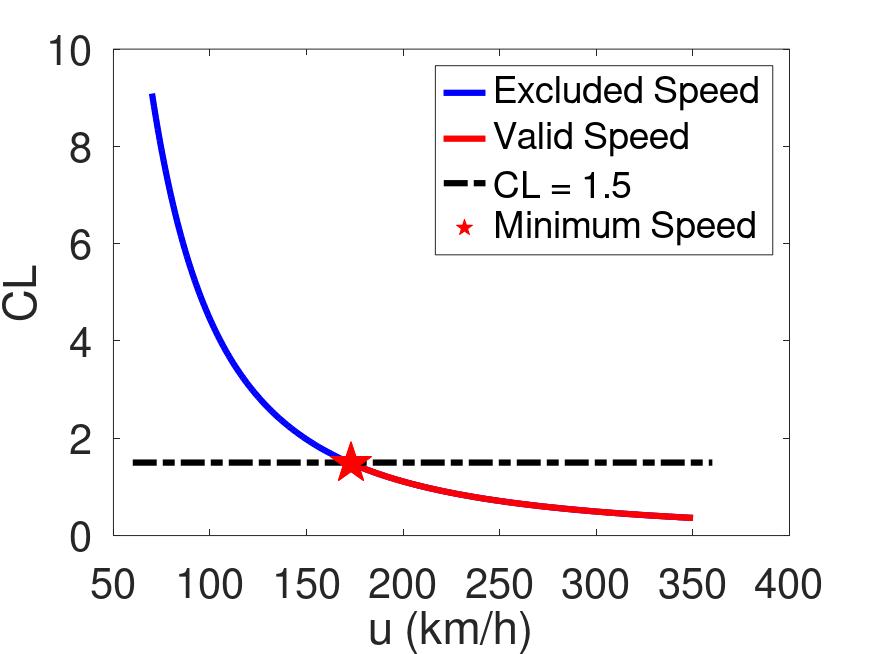 10
8
6
4
2
0
CL
Excluded Speed
Valid Speed
CL = 1.5
Minimum Speed
50 100 150 200 250 300 350 400
u (km/h)